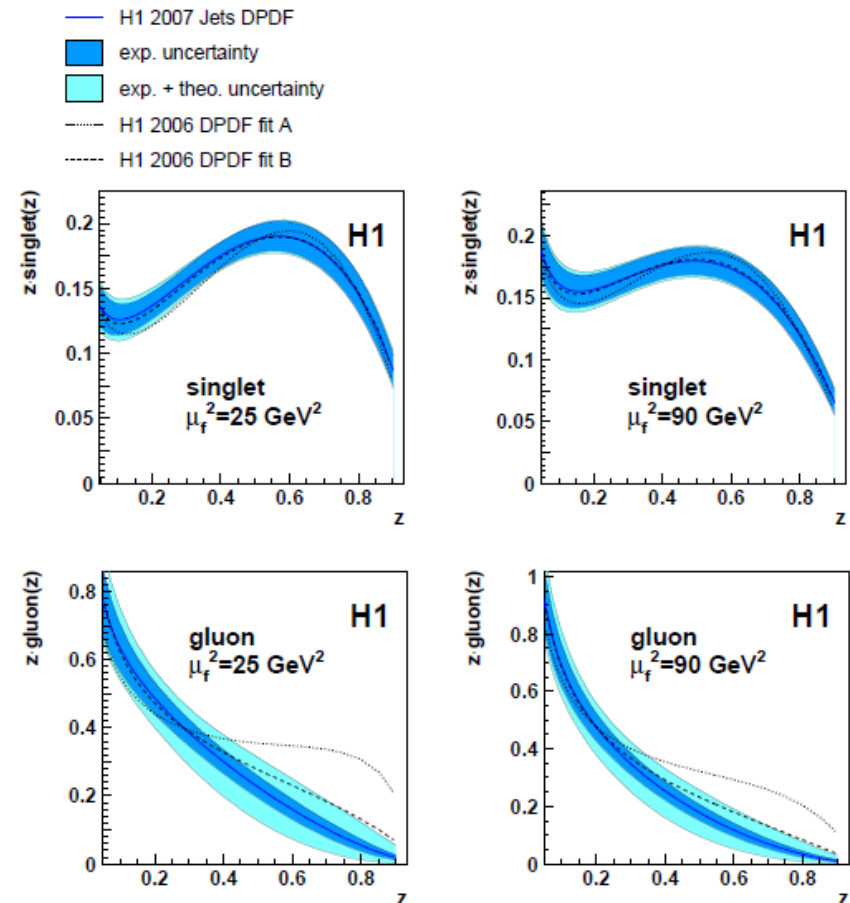 H1 2007 Jets DPDF
exp. uncertainty
exp. + theo. uncertainty
H1 2006 DPDF fit A
H1 2006 DPDF fit B
z·singlet(z)
0.2
0.15
0.1
0.05
0
H1
singlet
μf²=25 GeV²
0.2 0.4 0.6 0.8
z
z·singlet(z)
0.2
0.15
0.1
0.05
0
H1
singlet
μf²=90 GeV²
0.2 0.4 0.6 0.8
z
z·gluon(z)
0.8
0.6
0.4
0.2
0
H1
gluon
μf²=25 GeV²
0.2 0.4 0.6 0.8
z
z·gluon(z)
1
0.8
0.6
0.4
0.2
0
H1
gluon
μf²=90 GeV²
0.2 0.4 0.6 0.8
z